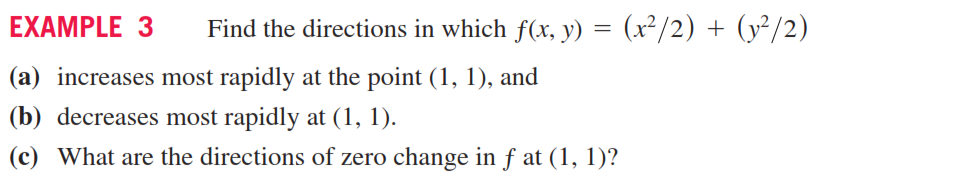 EXAMPLE 3 Find the directions in which f(x, y) = (x²/2) + (y²/2)
(a) increases most rapidly at the point (1, 1), and
(b) decreases most rapidly at (1, 1).
(c) What are the directions of zero change in f at (1, 1)?